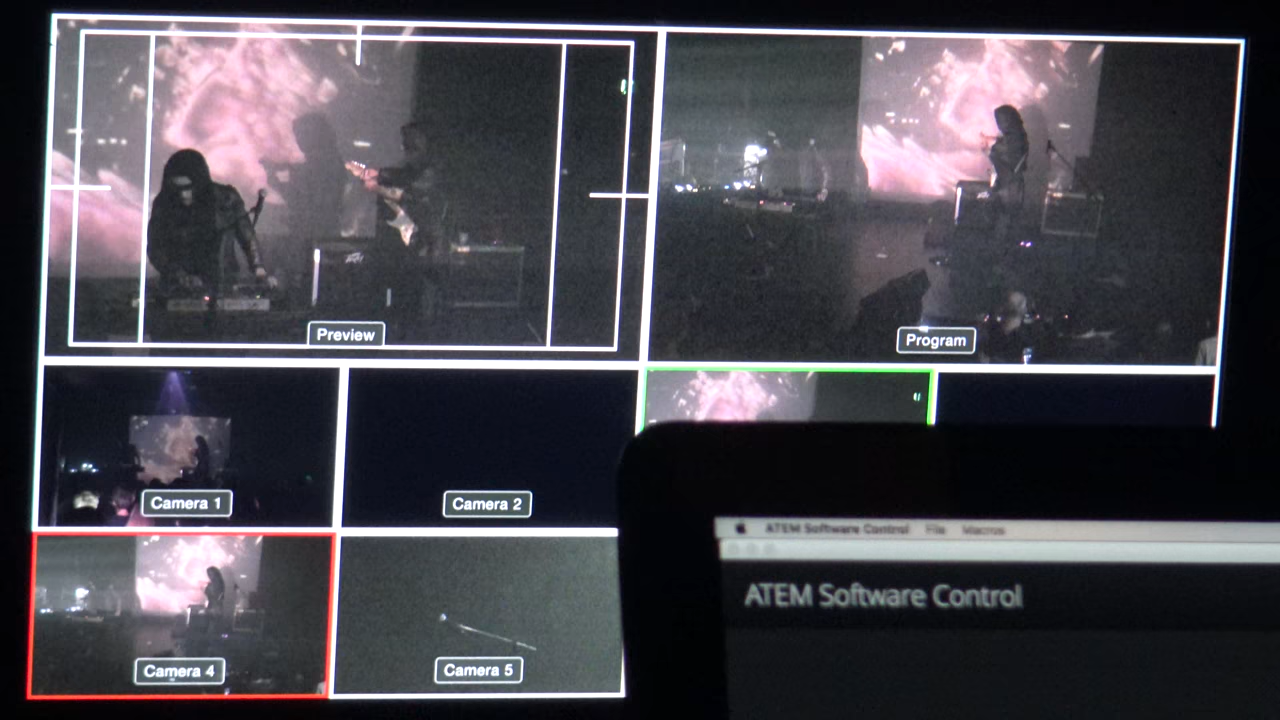 Preview
Program
Camera 1
Camera 2
Camera 4
Camera 5
ATEM Software Control File Macros
ATEM Software Control